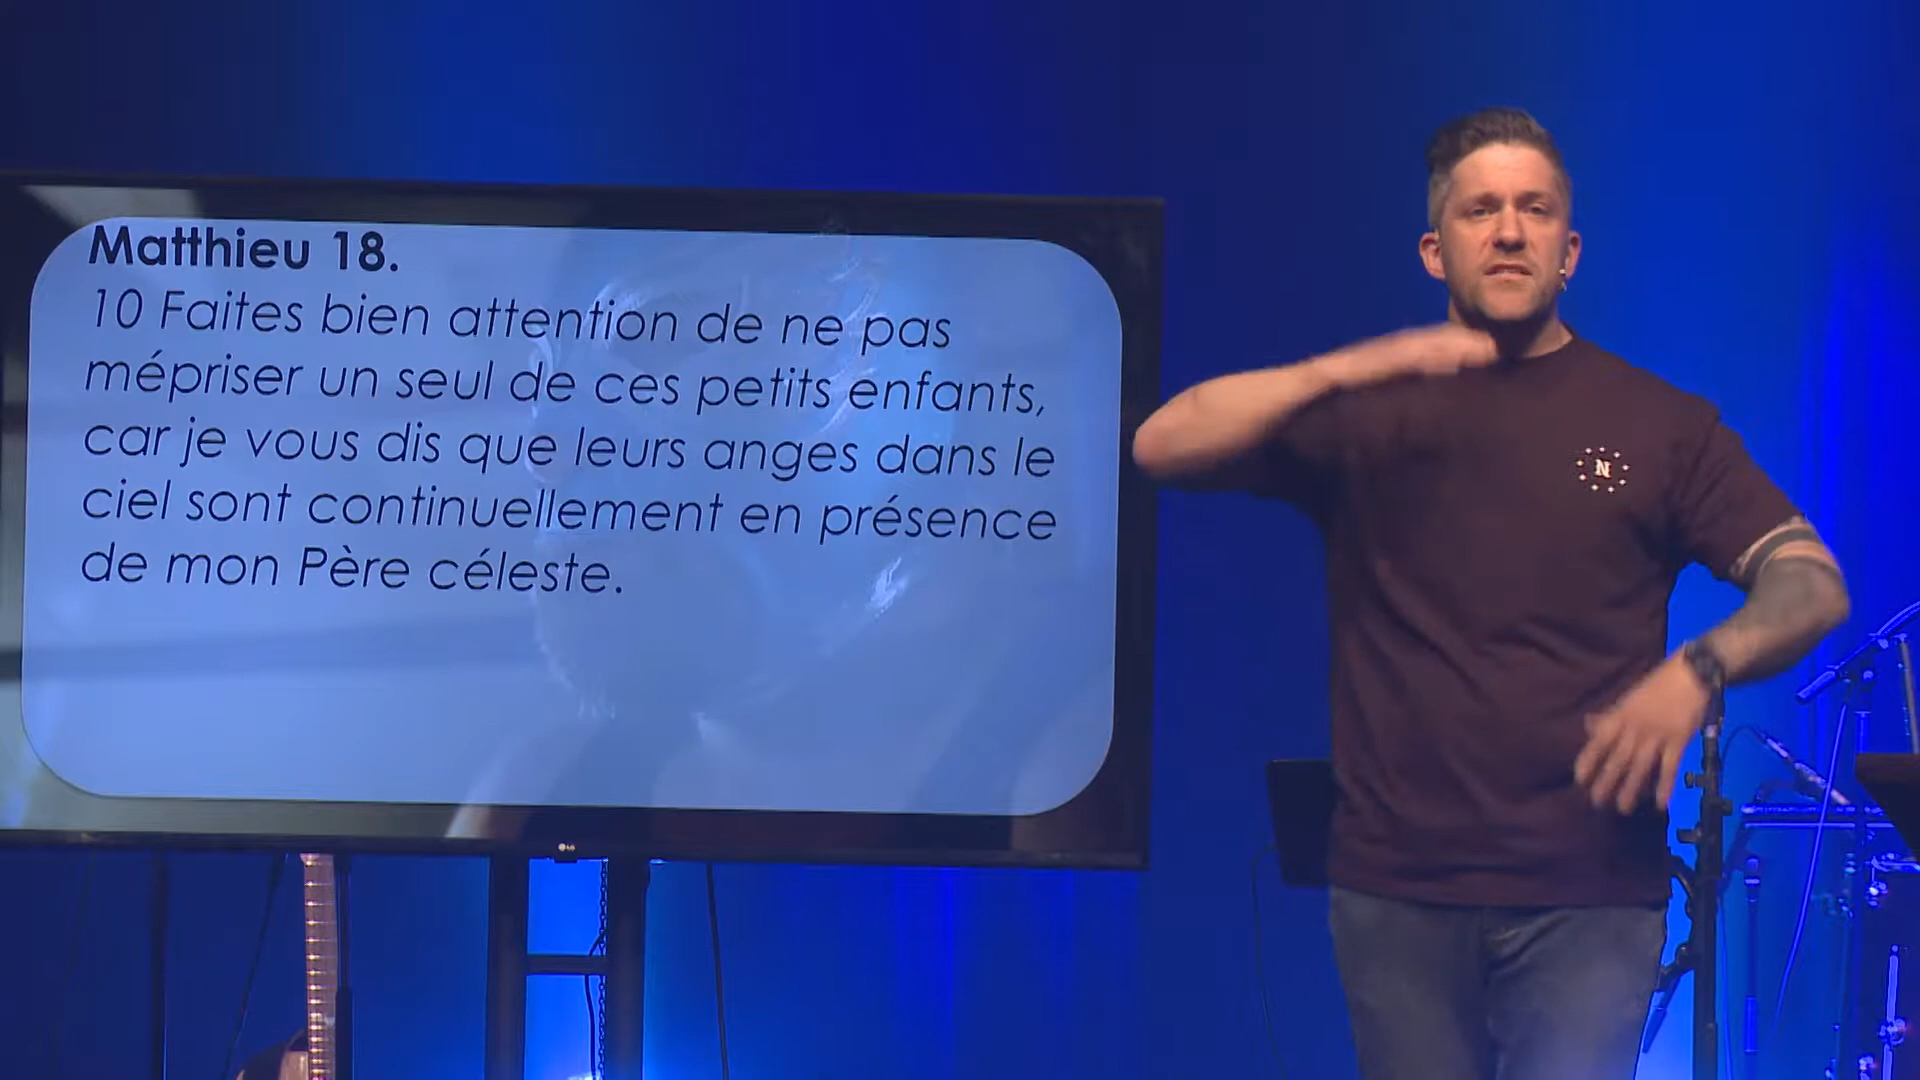 Matthieu 18.
10 Faites bien attention de ne pas
mépriser un seul de ces petits enfants,
car je vous dis que leurs anges dans le
ciel sont continuellement en présence
de mon Père céleste.
N
LG